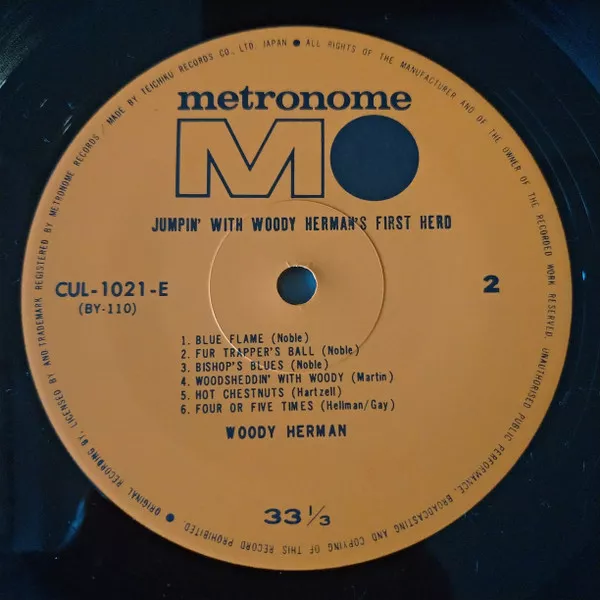 ● ORIGINAL RECORDING BY, LICENSED BY AND TRADEMARK REGISTERED BY METRONOME RECORDS / MADE BY TEICHIKU RECORDS CO., LTD. JAPAN ● ALL RIGHTS OF THE MANUFACTURER AND OF THE OWNER OF THE RECORDED WORK RESERVED. UNAUTHORISED PUBLIC PERFORMANCE, BROADCASTING AND COPYING OF THIS RECORD PROHIBITED.
metronome
MO
JUMPIN' WITH WOODY HERMAN'S FIRST HERD
CUL-1021-E
(BY-110)
2
1. BLUE FLAME (Noble)
2. FUR TRAPPER'S BALL (Noble)
3. BISHOP'S BLUES (Noble)
4. WOODSHEDDIN' WITH WOODY (Martin)
5. HOT CHESTNUTS (Hartzell)
6. FOUR OR FIVE TIMES (Hellman/Gay)
WOODY HERMAN
33 1/3